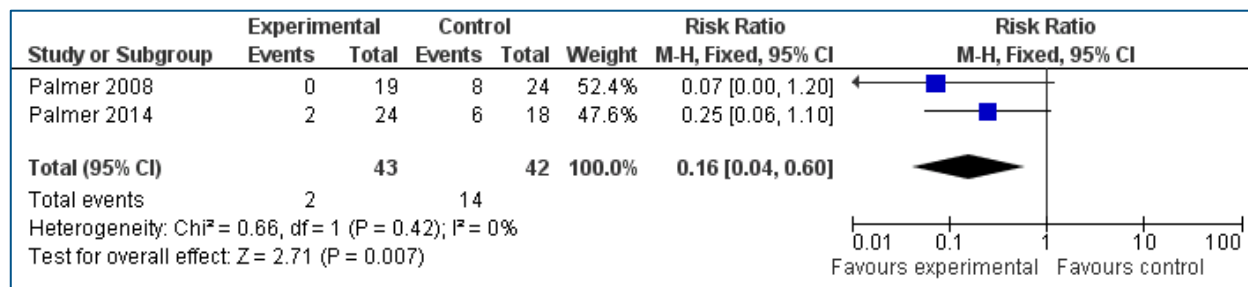 Experimental Control Risk Ratio Risk Ratio
Study or Subgroup Events Total Events Total Weight M-H, Fixed, 95% CI M-H, Fixed, 95% CI
Palmer 2008 0 19 8 24 52.4% 0.07 [0.00, 1.20]
Palmer 2014 2 24 6 18 47.6% 0.25 [0.06, 1.10]
Total (95% CI) 43 42 100.0% 0.16 [0.04, 0.60]
Total events 2 14
Heterogeneity: Chi² = 0.66, df = 1 (P = 0.42); I² = 0%
Test for overall effect: Z = 2.71 (P = 0.007)
0.01 0.1 1 10 100
Favours experimental Favours control